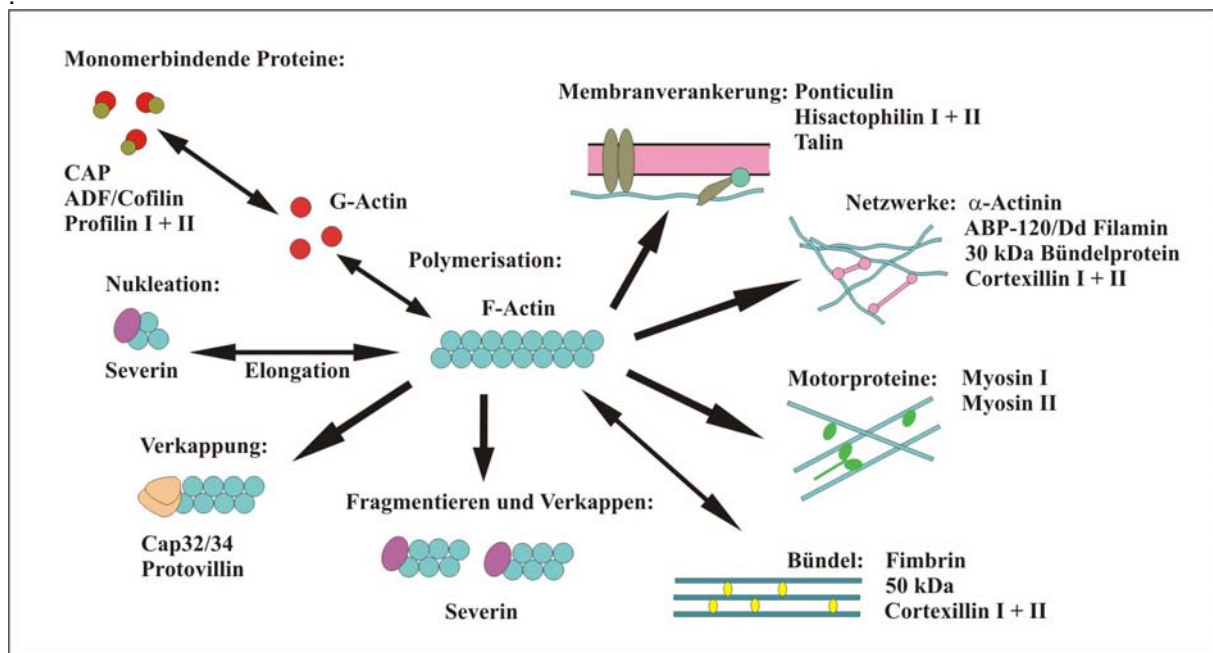 .
Monomerbindende Proteine:
CAP
ADF/Cofilin
Profilin I + II
G-Actin
Membranverankerung: Ponticulin
Hisactophilin I + II
Talin
Netzwerke: α-Actinin
ABP-120/Dd Filamin
30 kDa Bündelprotein
Cortexillin I + II
Polymerisation:
F-Actin
Nukleation:
Severin
Elongation
Motorproteine: Myosin I
Myosin II
Verkappung:
Cap32/34
Protovillin
Fragmentieren und Verkappen:
Severin
Bündel: Fimbrin
50 kDa
Cortexillin I + II